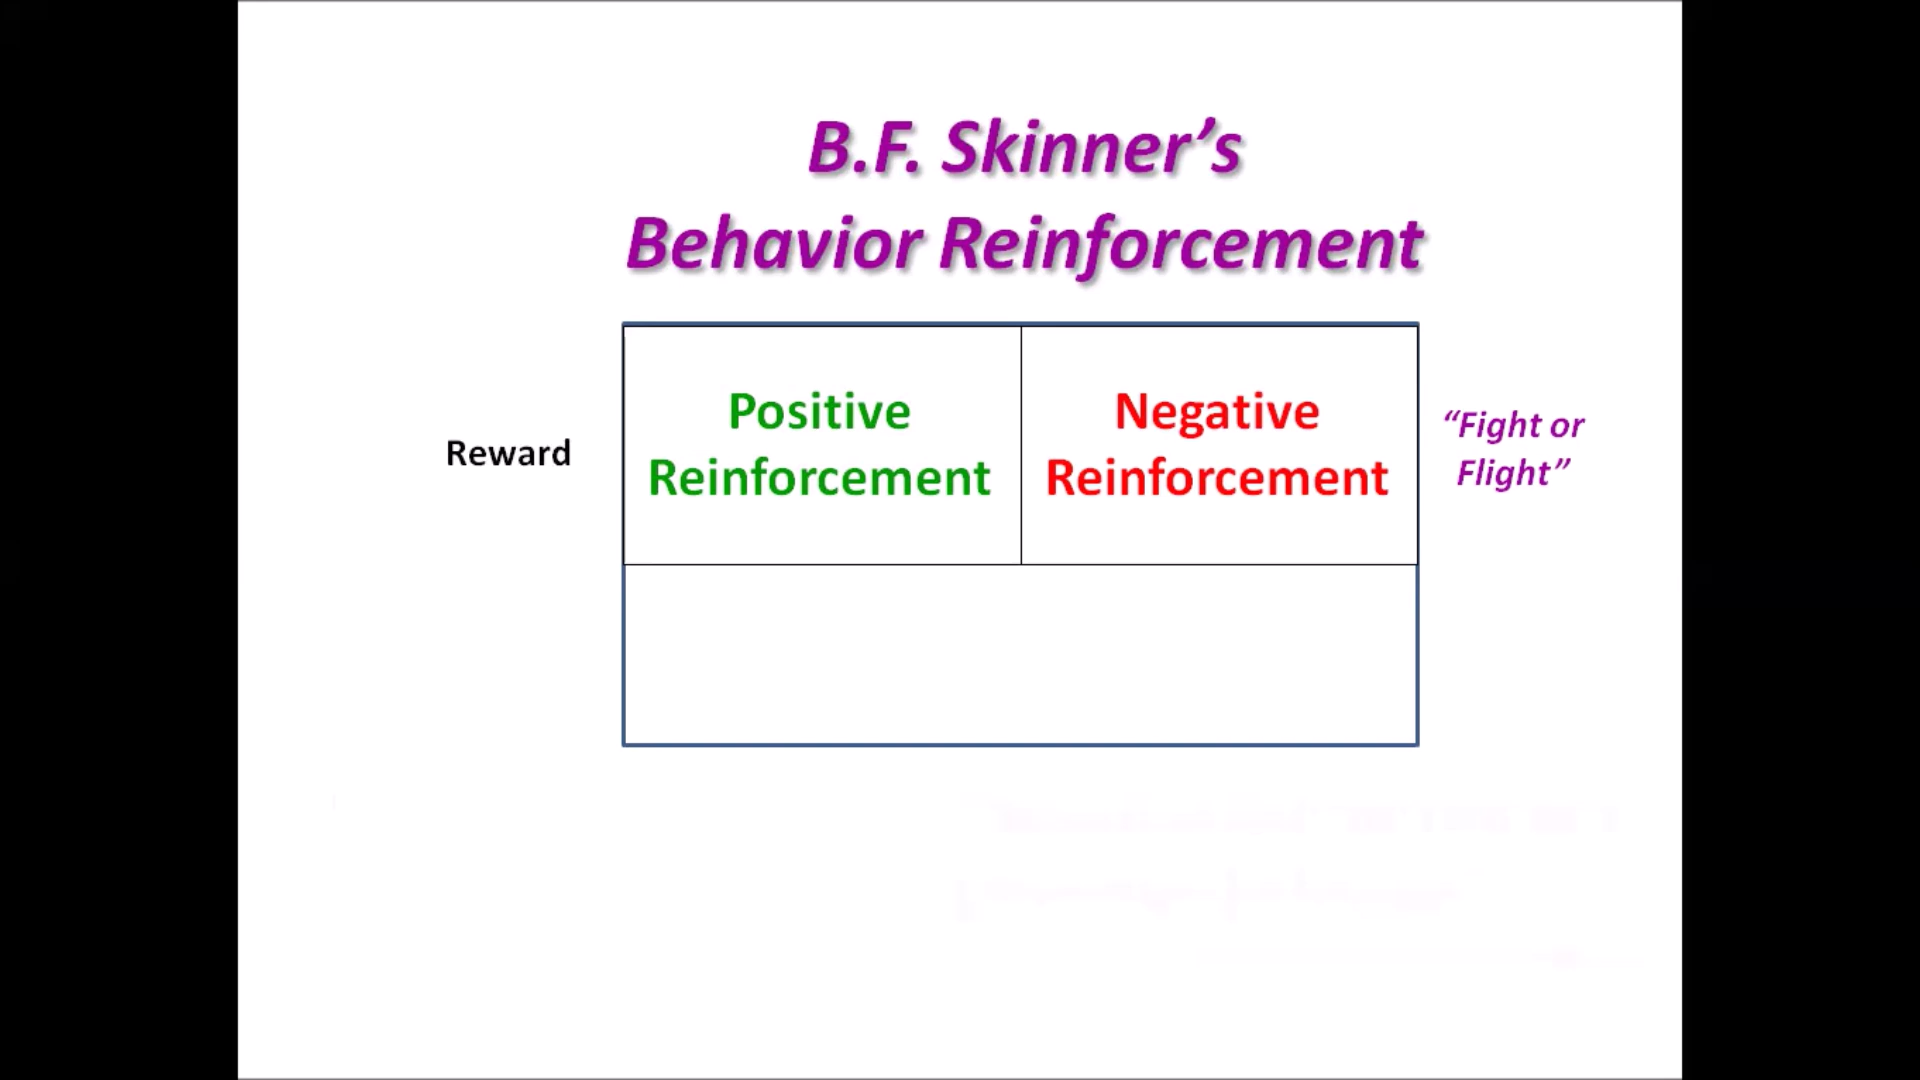 B.F. Skinner’s
Behavior Reinforcement
Reward
Positive
Reinforcement
Negative
Reinforcement
“Fight or
Flight”